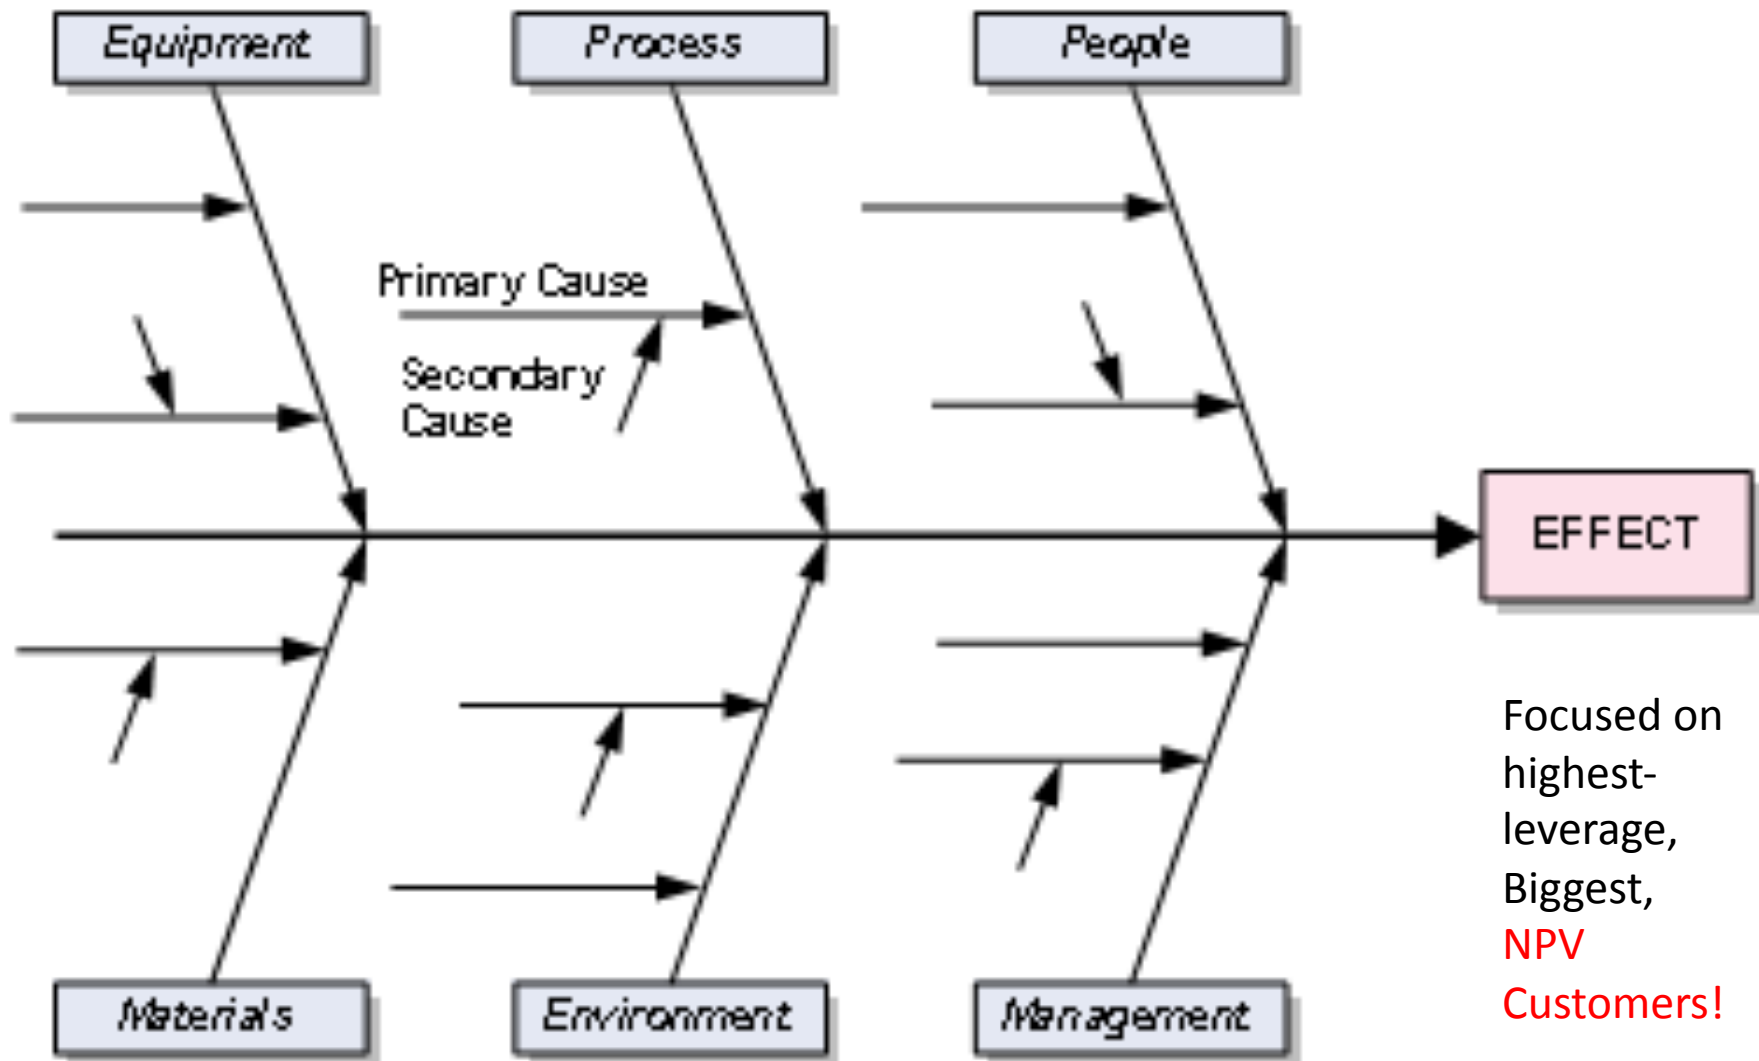 Equipment
Process
People
Primary Cause
Secondary
Cause
EFFECT
Focused on
highest-
leverage,
Biggest,
NPV
Customers!
Materials
Environment
Management